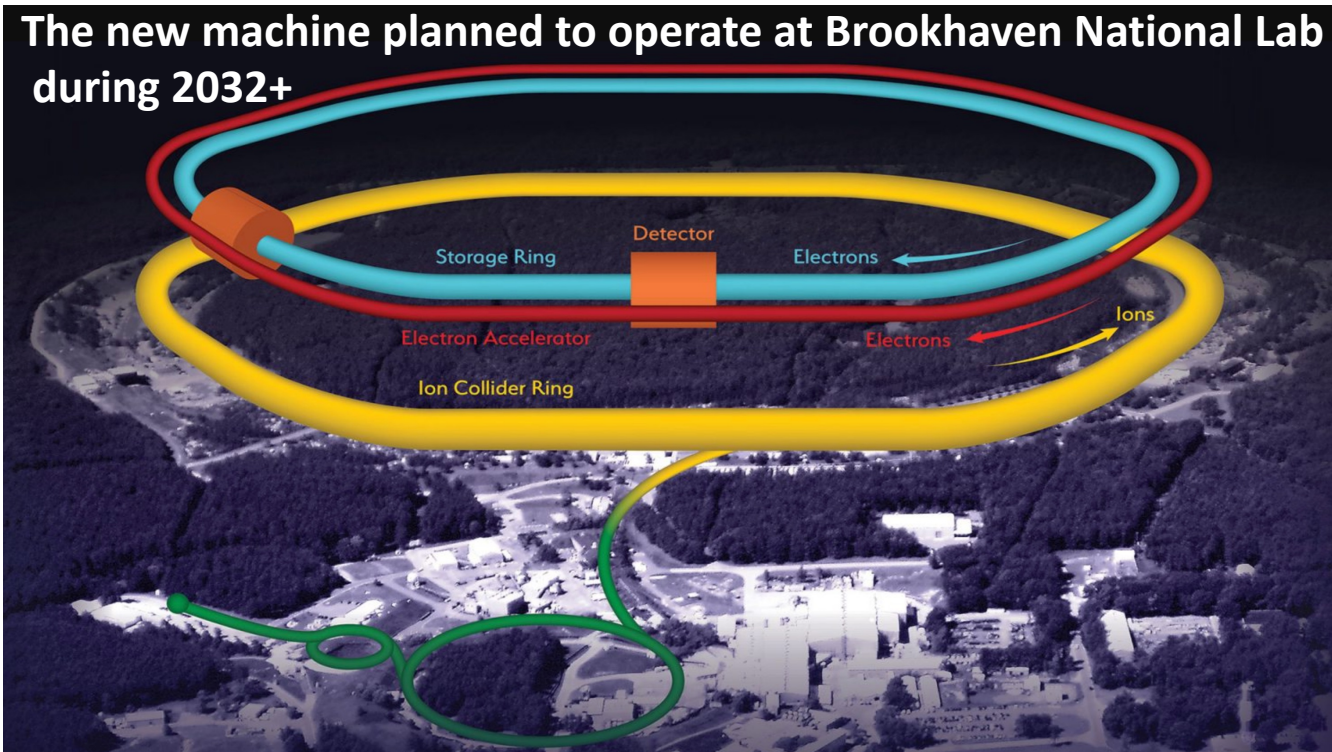 The new machine planned to operate at Brookhaven National Lab
during 2032+
Detector
Storage Ring
Electrons
Ions
Electron Accelerator
Electrons
Ion Collider Ring